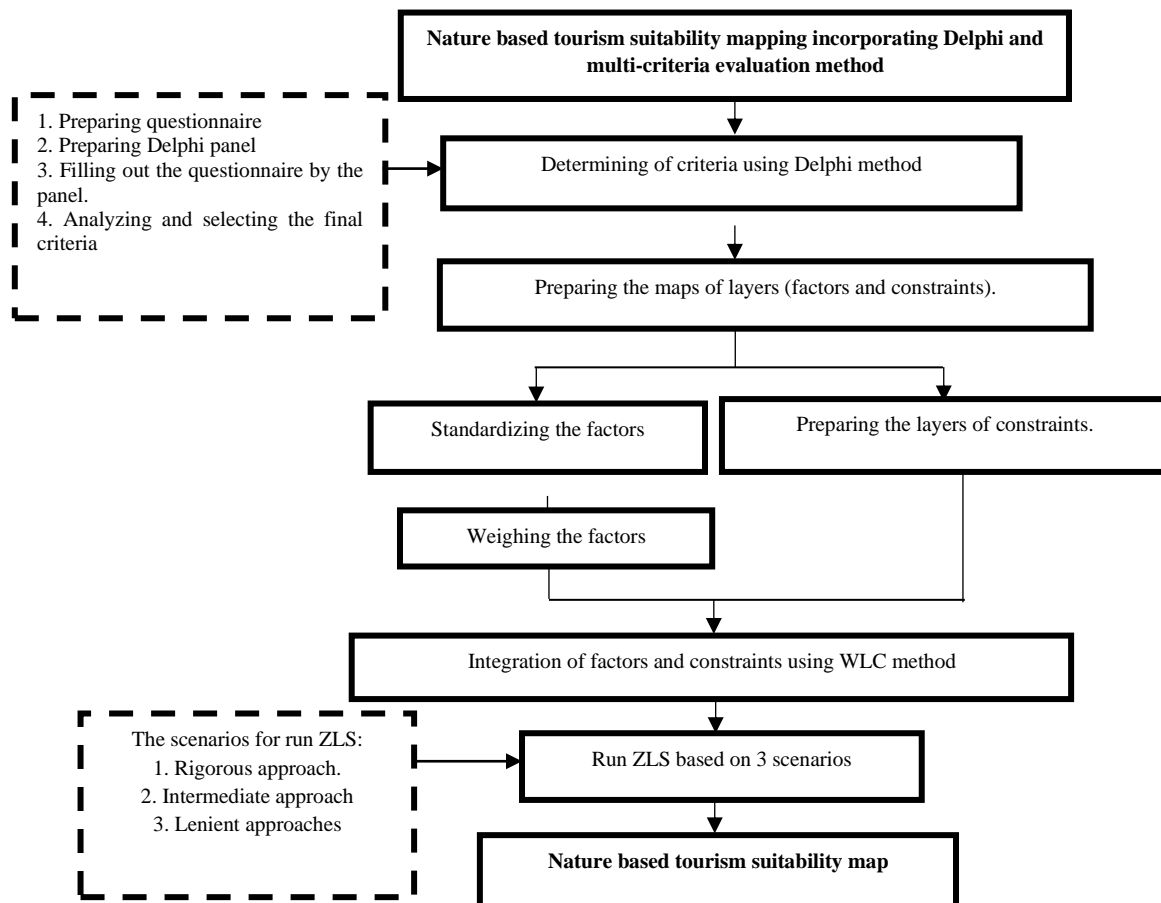 Nature based tourism suitability mapping incorporating Delphi and
multi-criteria evaluation method
1. Preparing questionnaire
2. Preparing Delphi panel
3. Filling out the questionnaire by the
panel.
4. Analyzing and selecting the final
criteria
Determining of criteria using Delphi method
Preparing the maps of layers (factors and constraints).
Standardizing the factors
Preparing the layers of constraints.
Weighing the factors
Integration of factors and constraints using WLC method
The scenarios for run ZLS:
1. Rigorous approach.
2. Intermediate approach
3. Lenient approaches
Run ZLS based on 3 scenarios
Nature based tourism suitability map